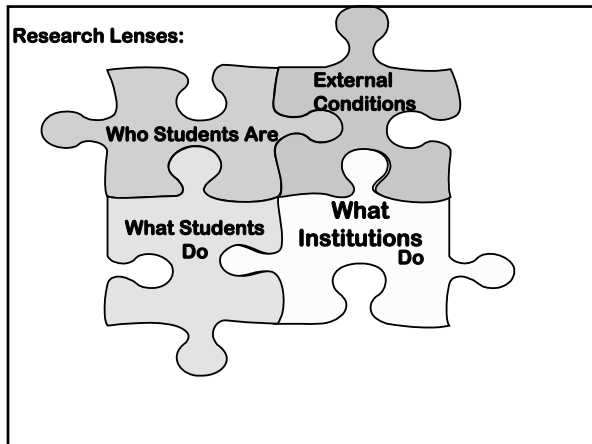 Research Lenses:
External
Conditions
Who Students Are
What Students
Do
What
Institutions
Do